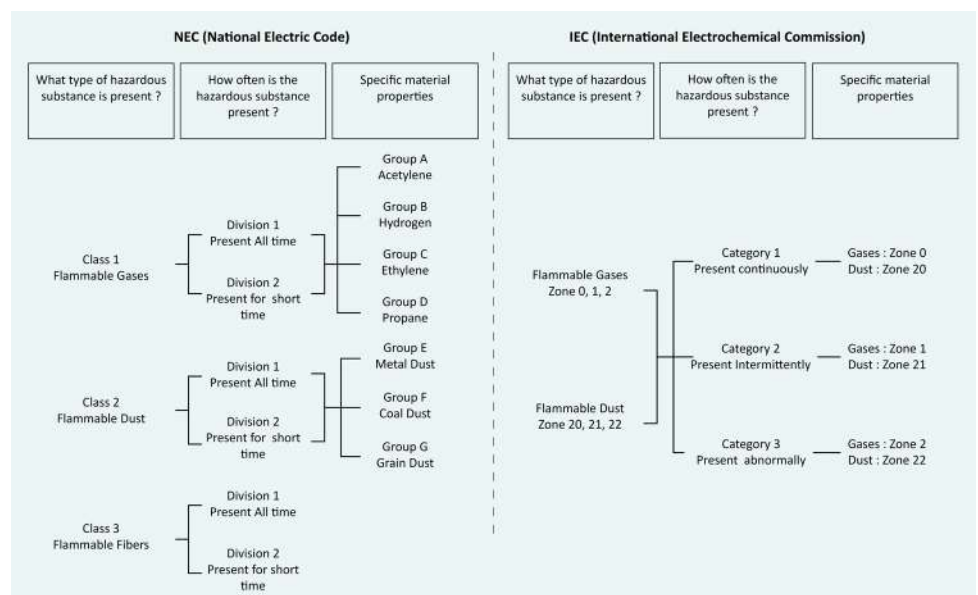 NEC (National Electric Code)
What type of hazardous
substance is present ?
How often is the
hazardous substance
present ?
Specific material
properties
Class 1
Flammable Gases
Division 1
Present All time
Division 2
Present for short
time
Group A
Acetylene
Group B
Hydrogen
Group C
Ethylene
Group D
Propane
Class 2
Flammable Dust
Division 1
Present All time
Division 2
Present for short
time
Group E
Metal Dust
Group F
Coal Dust
Group G
Grain Dust
Class 3
Flammable Fibers
Division 1
Present All time
Division 2
Present for short
time
IEC (International Electrochemical Commission)
What type of hazardous
substance is present ?
How often is the
hazardous substance
present ?
Specific material
properties
Flammable Gases
Zone 0, 1, 2
Flammable Dust
Zone 20, 21, 22
Category 1
Present continuously
Gases : Zone 0
Dust : Zone 20
Category 2
Present Intermittently
Gases : Zone 1
Dust : Zone 21
Category 3
Present abnormally
Gases : Zone 2
Dust : Zone 22